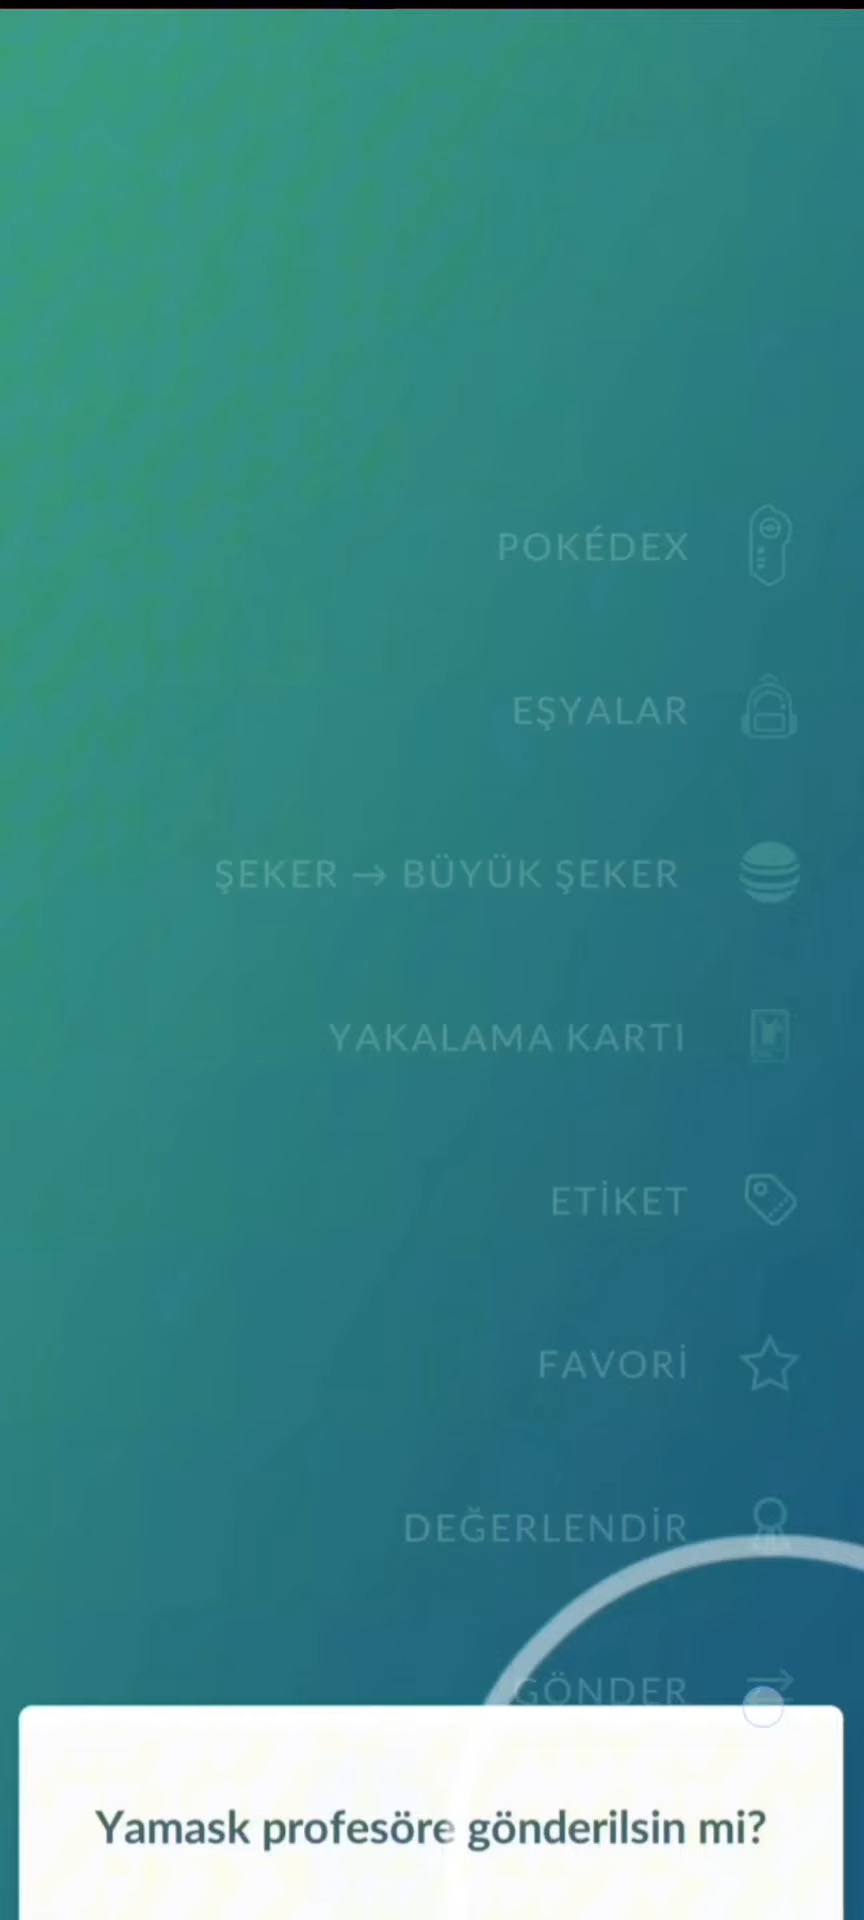 POKÉDEX
EŞYALAR
ŞEKER → BÜYÜK ŞEKER
YAKALAMA KARTI
ETİKET
FAVORİ
DEĞERLENDİR
GÖNDER
Yamask profesöre gönderilsin mi?